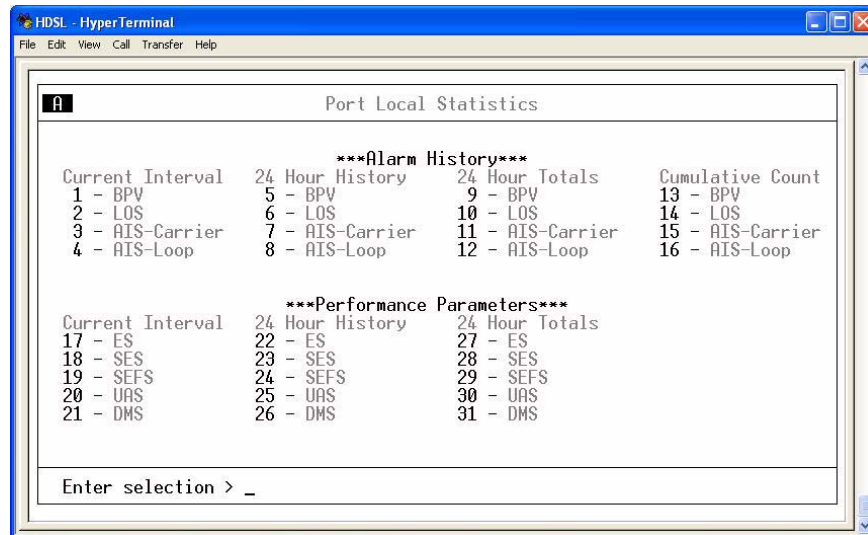 HDSL - HyperTerminal
File Edit View Call Transfer Help
A Port Local Statistics
***Alarm History***
Current Interval 24 Hour History 24 Hour Totals Cumulative Count
1 - BPV 5 - BPV 9 - BPV 13 - BPV
2 - LOS 6 - LOS 10 - LOS 14 - LOS
3 - AIS-Carrier 7 - AIS-Carrier 11 - AIS-Carrier 15 - AIS-Carrier
4 - AIS-Loop 8 - AIS-Loop 12 - AIS-Loop 16 - AIS-Loop
***Performance Parameters***
Current Interval 24 Hour History 24 Hour Totals
17 - ES 22 - ES 27 - ES
18 - SES 23 - SES 28 - SES
19 - SEFS 24 - SEFS 29 - SEFS
20 - UAS 25 - UAS 30 - UAS
21 - DMS 26 - DMS 31 - DMS
Enter selection > _